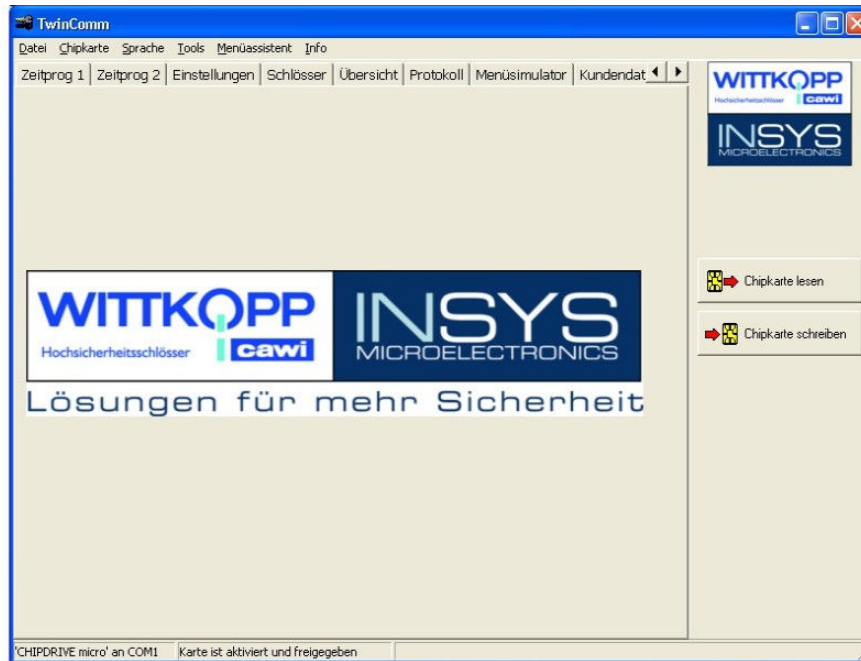 TwinComm
Datei Chipkarte Sprache Tools Menüassistent Info
Zeitprog 1 Zeitprog 2 Einstellungen Schlösser Übersicht Protokoll Menüsimulator Kundendat
WITTKOPP
Hochsicherheitsschlösser cawi
INSYS
MICROELECTRONICS
Chipkarte lesen
Chipkarte schreiben
WITTKOPP
Hochsicherheitsschlösser cawi
INSYS
MICROELECTRONICS
Lösungen für mehr Sicherheit
'CHIPDRIVE micro' an COM1 Karte ist aktiviert und freigegeben